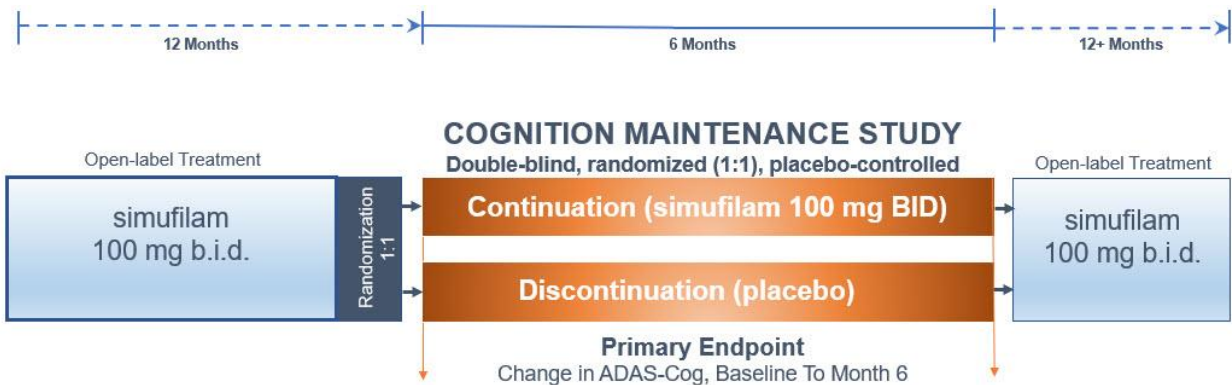 12 Months
6 Months
12+ Months
COGNITION MAINTENANCE STUDY
Double-blind, randomized (1:1), placebo-controlled
Open-label Treatment
simufilam
100 mg b.i.d.
Randomization
1:1
Continuation (simufilam 100 mg BID)
Discontinuation (placebo)
Open-label Treatment
simufilam
100 mg b.i.d.
Primary Endpoint
Change in ADAS-Cog, Baseline To Month 6